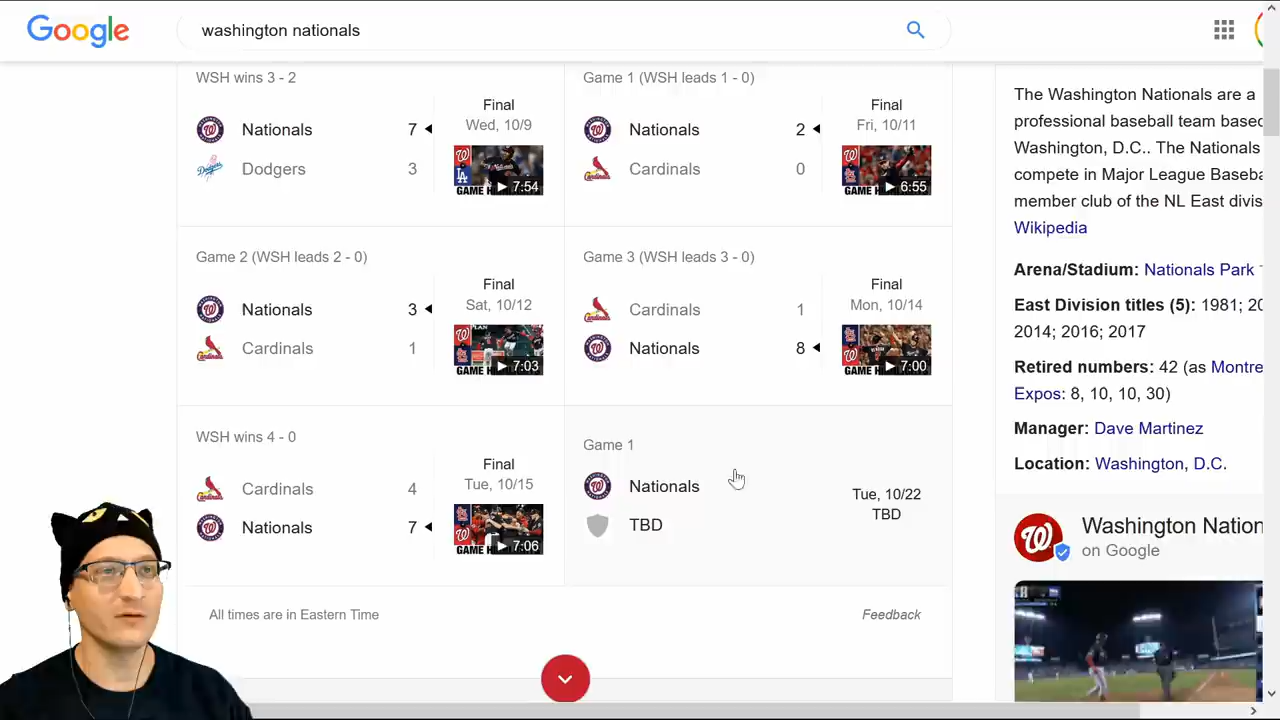 Google
washington nationals
WSH wins 3 - 2
Nationals 7
Dodgers 3
Final
Wed, 10/9
7:54
Game 1 (WSH leads 1 - 0)
Nationals 2
Cardinals 0
Final
Fri, 10/11
6:55
Game 2 (WSH leads 2 - 0)
Nationals 3
Cardinals 1
Final
Sat, 10/12
7:03
Game 3 (WSH leads 3 - 0)
Cardinals 1
Nationals 8
Final
Mon, 10/14
7:00
WSH wins 4 - 0
Cardinals 4
Nationals 7
Final
Tue, 10/15
7:06
Game 1
Nationals
TBD
Tue, 10/22
TBD
All times are in Eastern Time
Feedback
The Washington Nationals are a
professional baseball team based
Washington, D.C.. The Nationals
compete in Major League Baseba
member club of the NL East divis
Wikipedia
Arena/Stadium: Nationals Park
East Division titles (5): 1981; 20
2014; 2016; 2017
Retired numbers: 42 (as Montre
Expos: 8, 10, 10, 30)
Manager: Dave Martinez
Location: Washington, D.C.
Washington Nation
on Google